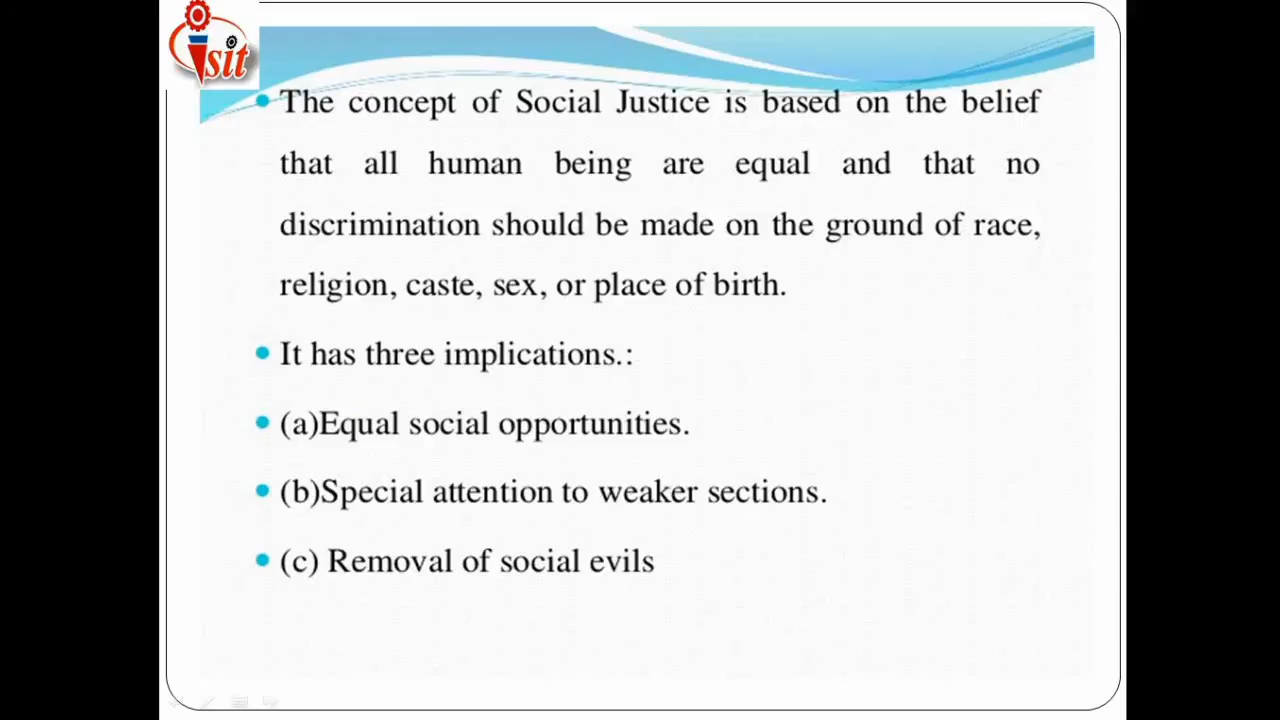 isit
The concept of Social Justice is based on the belief
that all human being are equal and that no
discrimination should be made on the ground of race,
religion, caste, sex, or place of birth.
It has three implications.:
(a)Equal social opportunities.
(b)Special attention to weaker sections.
(c) Removal of social evils